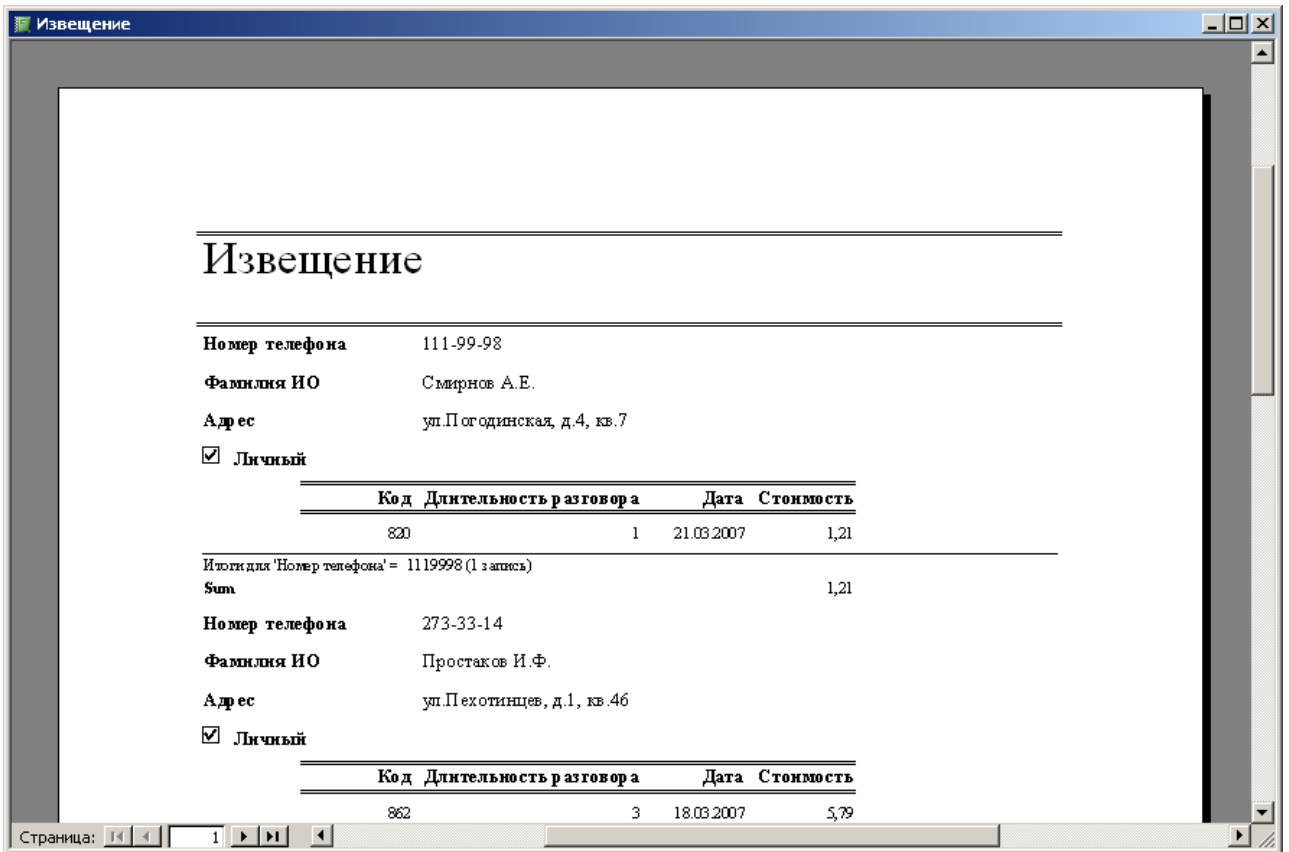 Извещение
Извещение
Номер телефона 111-99-98
Фамилия ИО Смирнов А.Е.
Адрес ул.Погодинская, д.4, кв.7
Личный
Код Длительность разговора Дата Стоимость
820 1 21.03.2007 1,21
Итоги для 'Номер телефона' = 1119998 (1 запись)
Sum 1,21
Номер телефона 273-33-14
Фамилия ИО Простаков И.Ф.
Адрес ул.Пехотинцев, д.1, кв.46
Личный
Код Длительность разговора Дата Стоимость
862 3 18.03.2007 5,79
Страница: 1